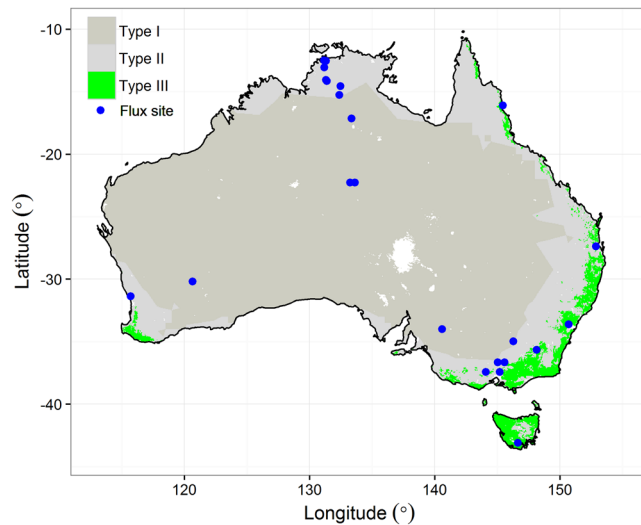 Type I
Type II
Type III
Flux site
-10
-20
-30
-40
Latitude (°)
120
130
140
150
Longitude (°)